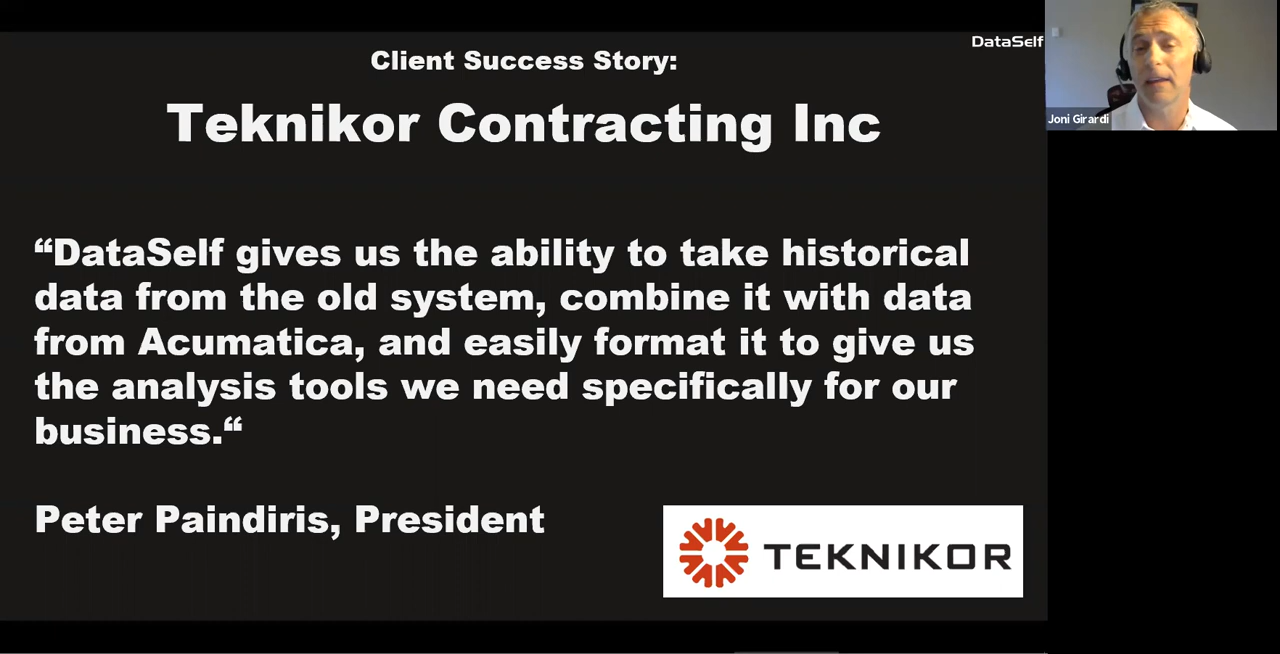 Client Success Story:
DataSelf
Teknikor Contracting Inc
Joni Girardi
“DataSelf gives us the ability to take historical
data from the old system, combine it with data
from Acumatica, and easily format it to give us
the analysis tools we need specifically for our
business.“
Peter Paindiris, President
TEKNIKOR